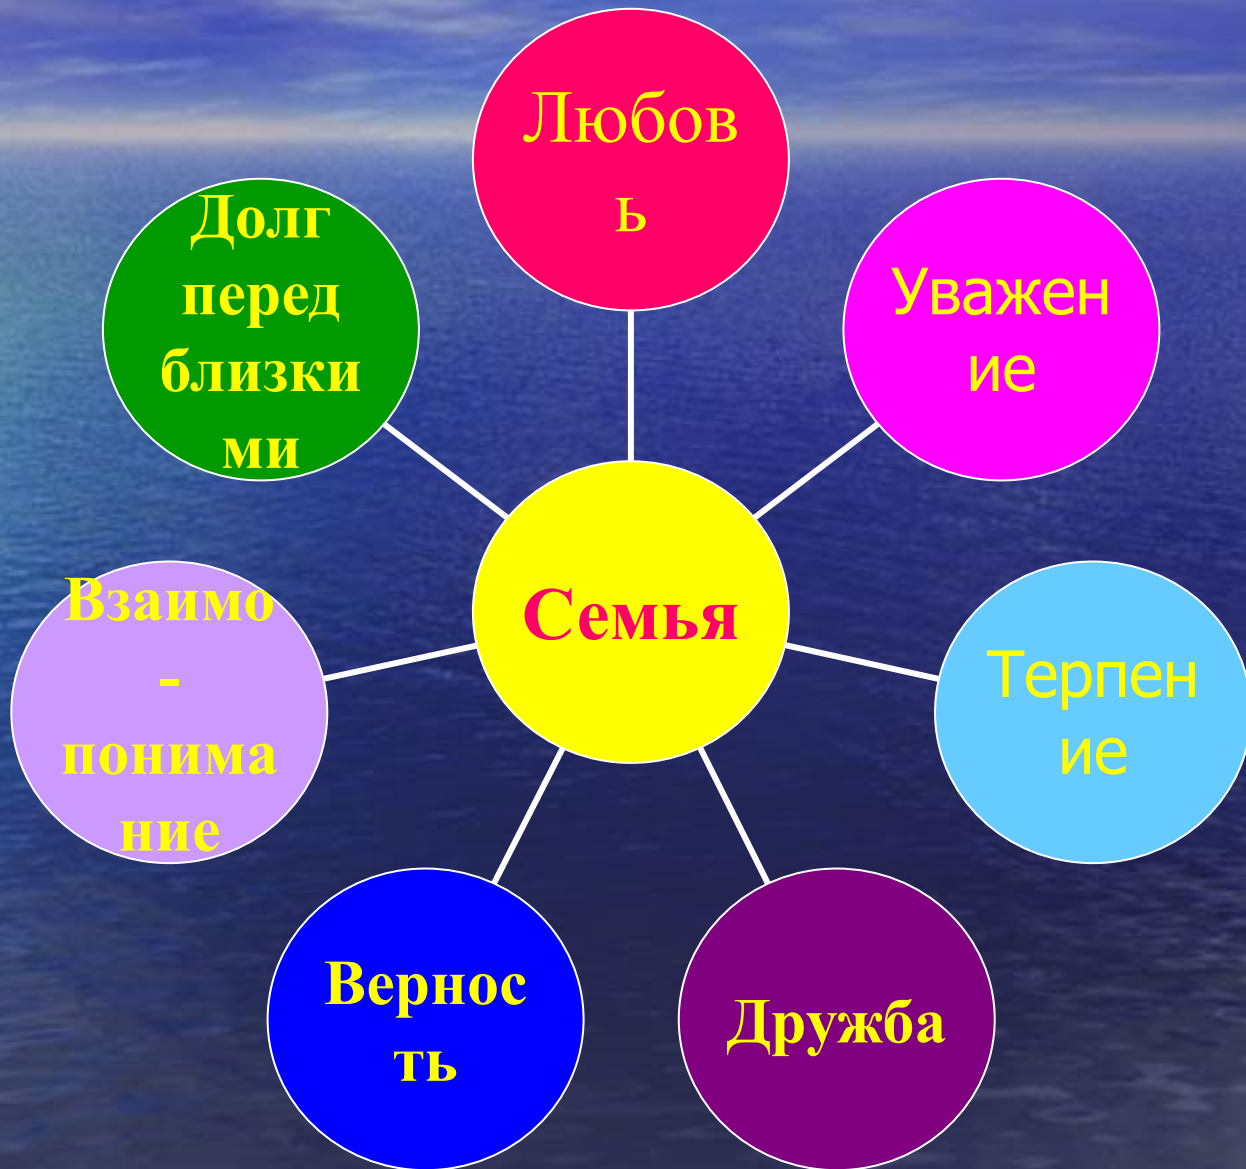 Любов
ь
Уважен
ие
Терпен
ие
Дружба
Вернос
ть
Взаимо
-
понима
ние
Долг
перед
близки
ми
Семья